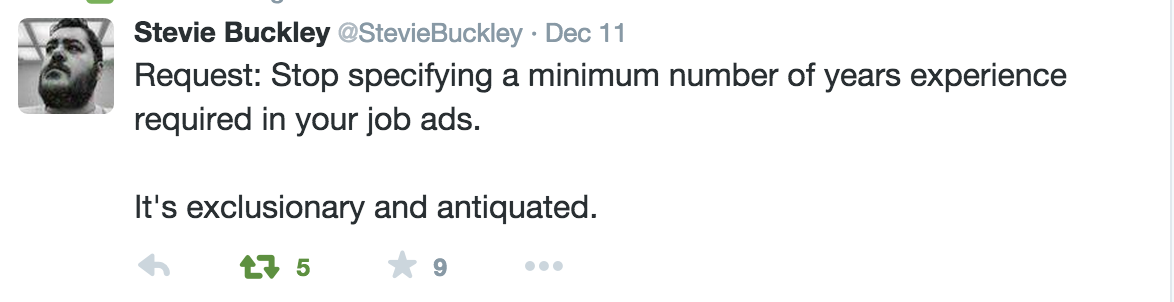 Stevie Buckley @StevieBuckley · Dec 11
Request: Stop specifying a minimum number of years experience
required in your job ads.
It's exclusionary and antiquated.
5 9